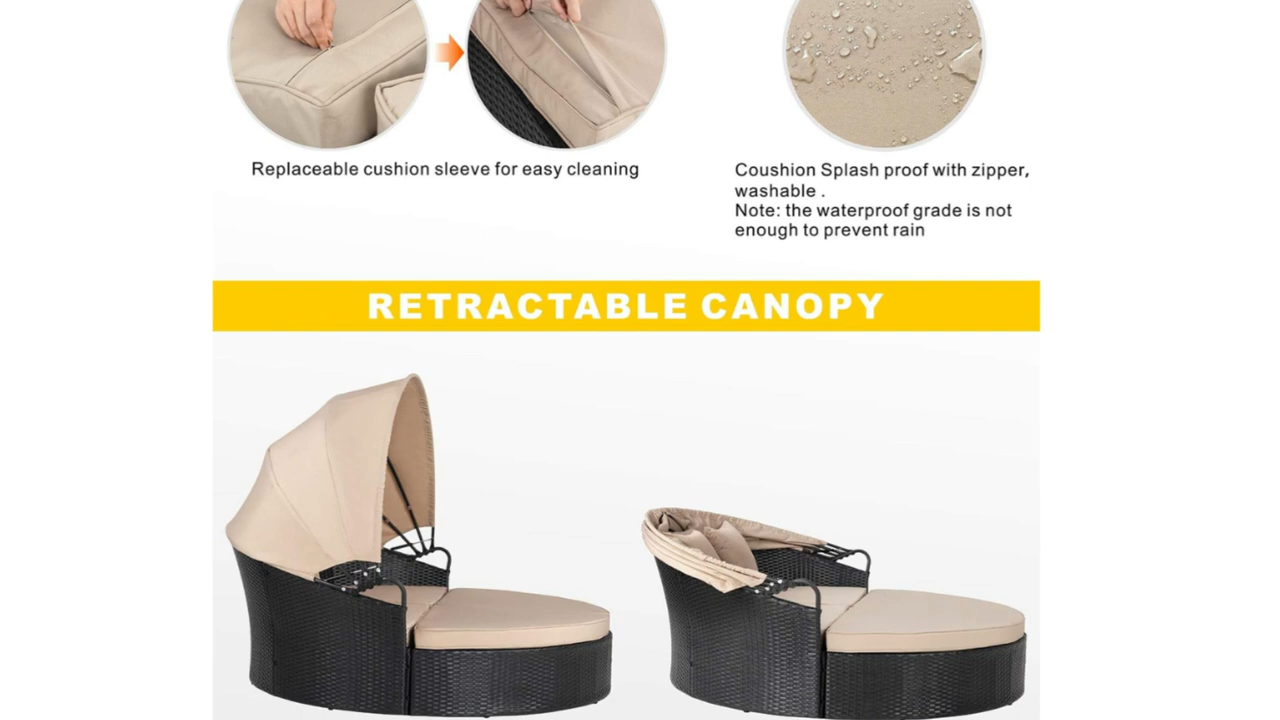 Replaceable cushion sleeve for easy cleaning
Coushion Splash proof with zipper,
washable .
Note: the waterproof grade is not
enough to prevent rain
RETRACTABLE CANOPY